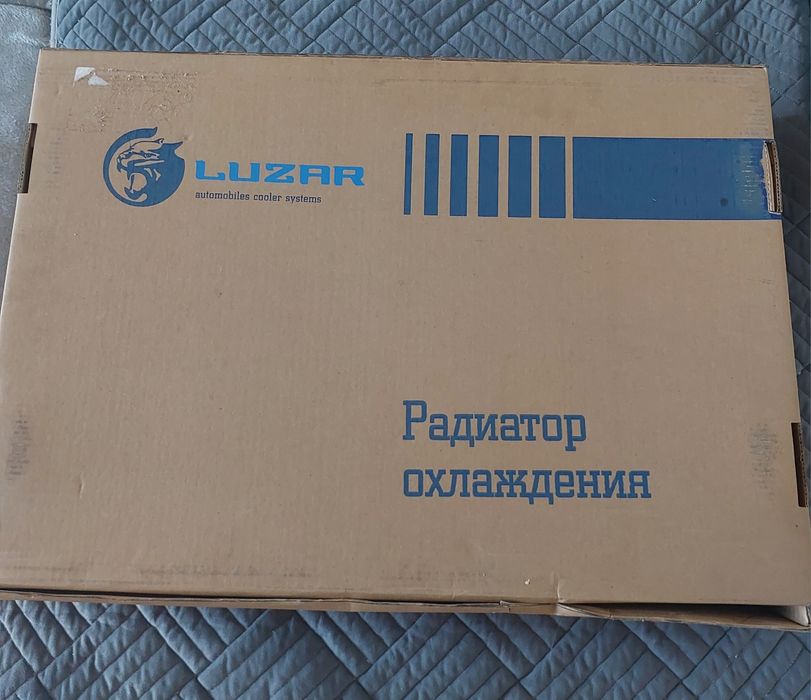 LUZAR
automobiles cooler systems
Радиатор
охлаждения